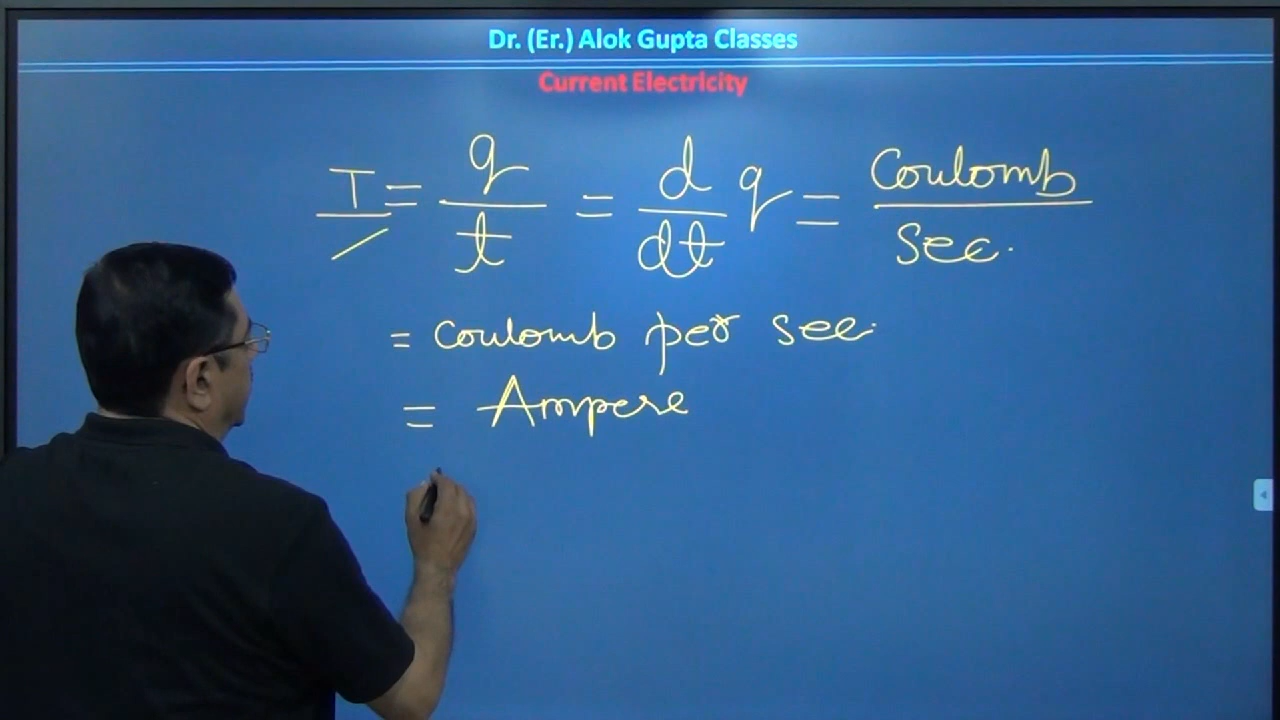 Dr. (Er.) Alok Gupta Classes
Current Electricity
I = q/t = d/dt q = Coulomb/Sec.
= Coulomb per sec.
= Ampere